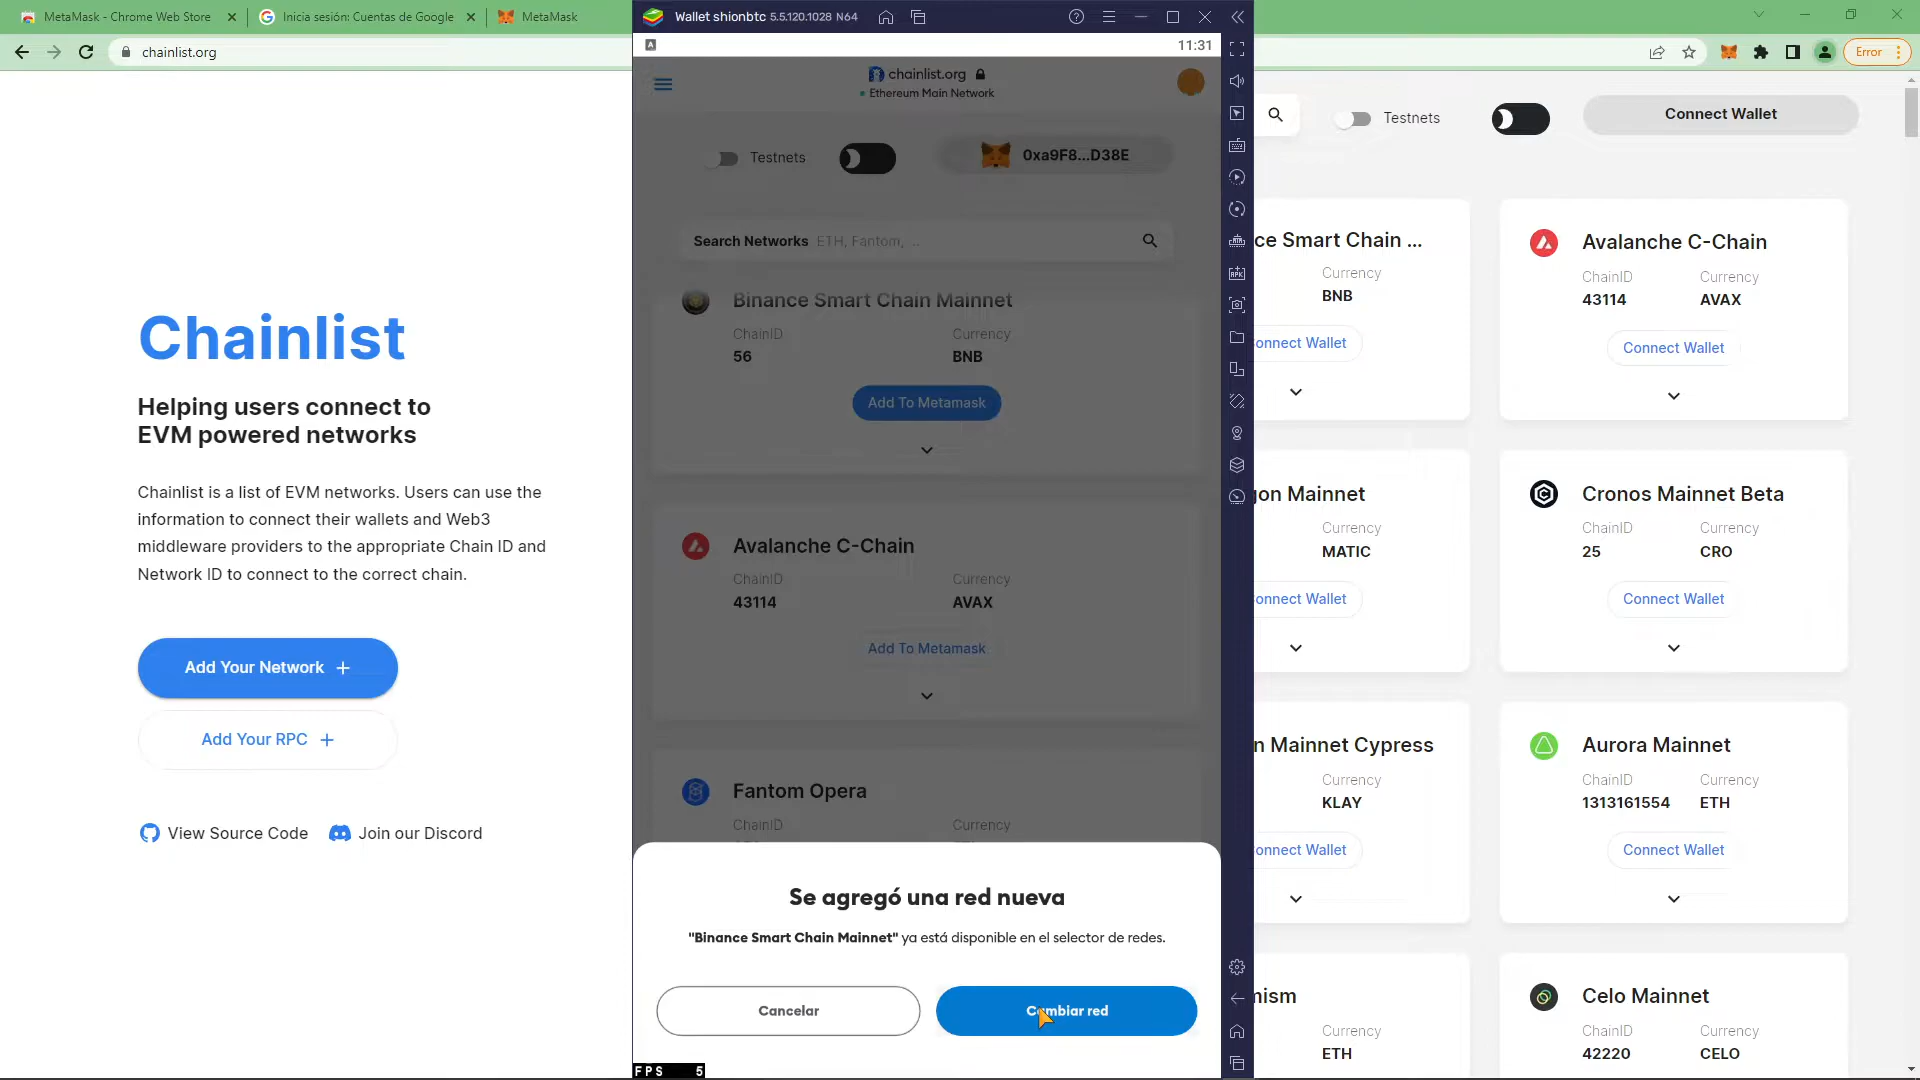 MetaMask - Chrome Web Store
Inicia sesión: Cuentas de Google
MetaMask
chainlist.org
Error
Chainlist
Helping users connect to
EVM powered networks
Chainlist is a list of EVM networks. Users can use the
information to connect their wallets and Web3
middleware providers to the appropriate Chain ID and
Network ID to connect to the correct chain.
Add Your Network +
Add Your RPC +
View Source Code
Join our Discord
Wallet shionbtc 5.5.120.1028 N64
A
11:31
chainlist.org
Ethereum Main Network
Testnets
0xa9F8...D38E
Search Networks ETH, Fantom, ...
Binance Smart Chain Mainnet
ChainID Currency
56 BNB
Add To Metamask
Avalanche C-Chain
ChainID Currency
43114 AVAX
Add To Metamask
Fantom Opera
ChainID Currency
Se agregó una red nueva
"Binance Smart Chain Mainnet" ya está disponible en el selector de redes.
Cancelar
Cambiar red
FPS 5
Testnets
Connect Wallet
ce Smart Chain ...
Currency
BNB
onnect Wallet
Avalanche C-Chain
ChainID Currency
43114 AVAX
Connect Wallet
gon Mainnet
Currency
MATIC
onnect Wallet
Cronos Mainnet Beta
ChainID Currency
25 CRO
Connect Wallet
n Mainnet Cypress
Currency
KLAY
onnect Wallet
Aurora Mainnet
ChainID Currency
1313161554 ETH
Connect Wallet
nism
Currency
ETH
Celo Mainnet
ChainID Currency
42220 CELO